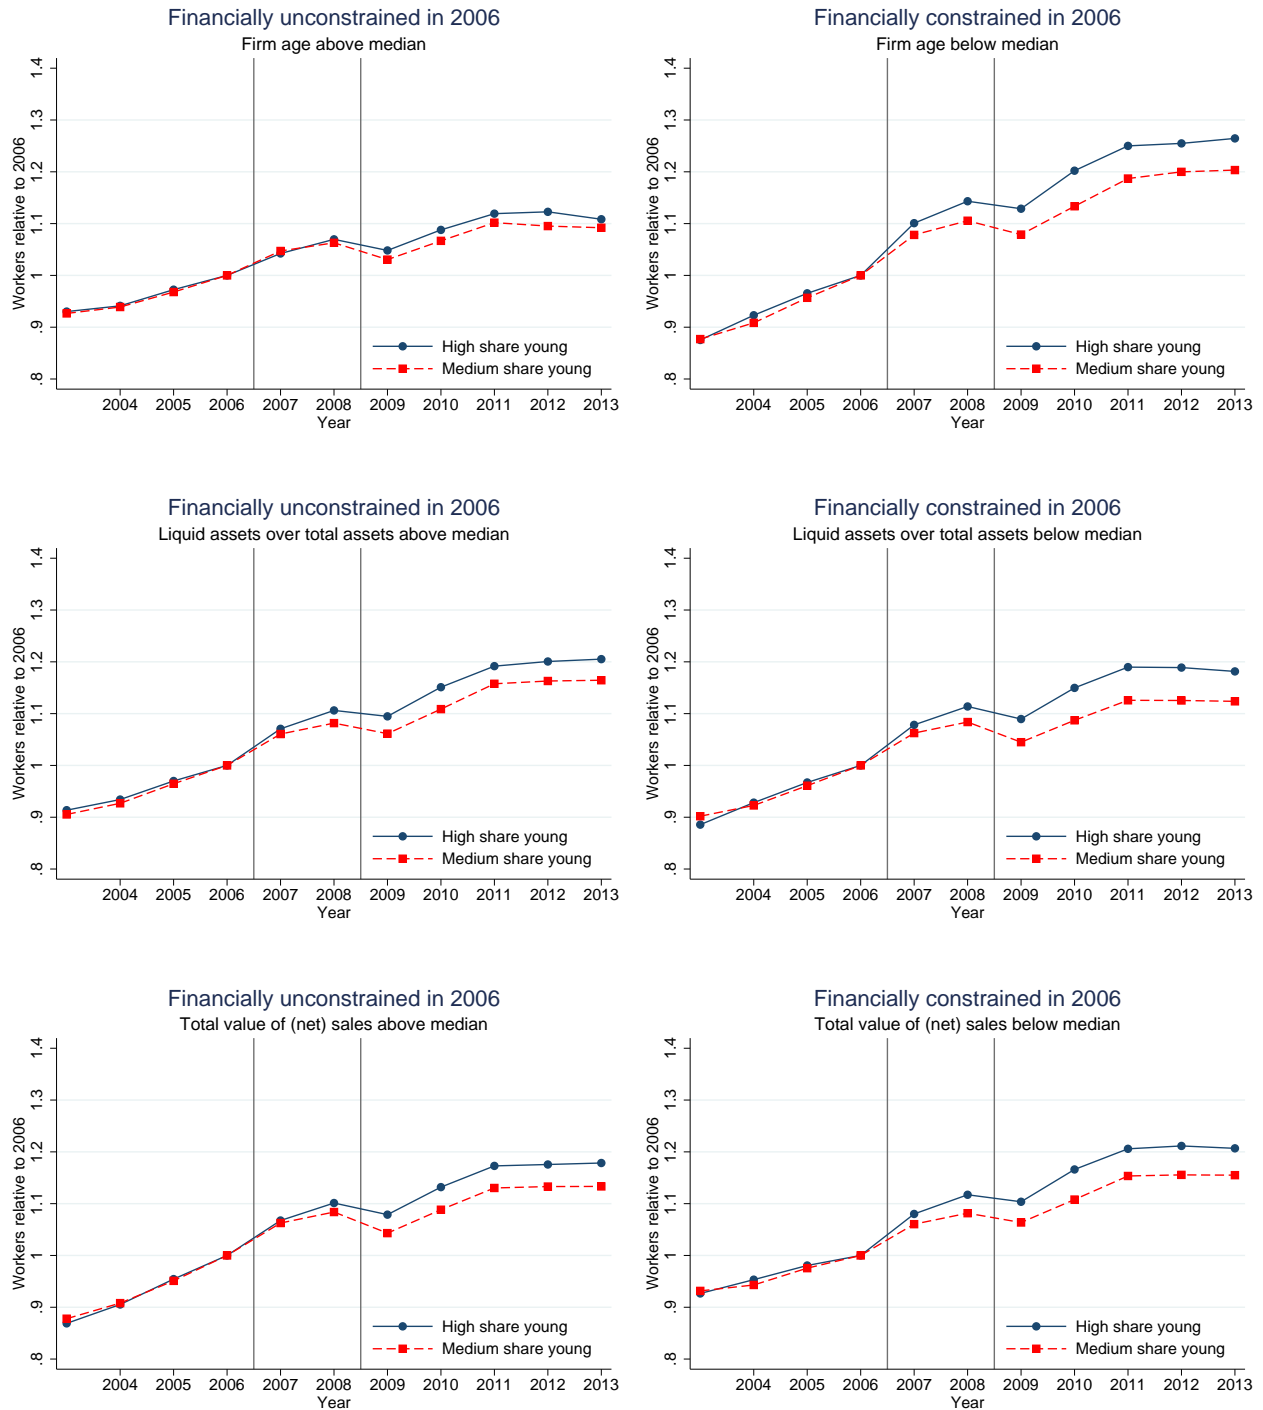 Financially unconstrained in 2006
Firm age above median
Workers relative to 2006
1.4
1.3
1.2
1.1
1
.9
.8
High share young
Medium share young
2004 2005 2006 2007 2008 2009 2010 2011 2012 2013
Year
Financially constrained in 2006
Firm age below median
Workers relative to 2006
1.4
1.3
1.2
1.1
1
.9
.8
High share young
Medium share young
2004 2005 2006 2007 2008 2009 2010 2011 2012 2013
Year
Financially unconstrained in 2006
Liquid assets over total assets above median
Workers relative to 2006
1.4
1.3
1.2
1.1
1
.9
.8
High share young
Medium share young
2004 2005 2006 2007 2008 2009 2010 2011 2012 2013
Year
Financially constrained in 2006
Liquid assets over total assets below median
Workers relative to 2006
1.4
1.3
1.2
1.1
1
.9
.8
High share young
Medium share young
2004 2005 2006 2007 2008 2009 2010 2011 2012 2013
Year
Financially unconstrained in 2006
Total value of (net) sales above median
Workers relative to 2006
1.4
1.3
1.2
1.1
1
.9
.8
High share young
Medium share young
2004 2005 2006 2007 2008 2009 2010 2011 2012 2013
Year
Financially constrained in 2006
Total value of (net) sales below median
Workers relative to 2006
1.4
1.3
1.2
1.1
1
.9
.8
High share young
Medium share young
2004 2005 2006 2007 2008 2009 2010 2011 2012 2013
Year